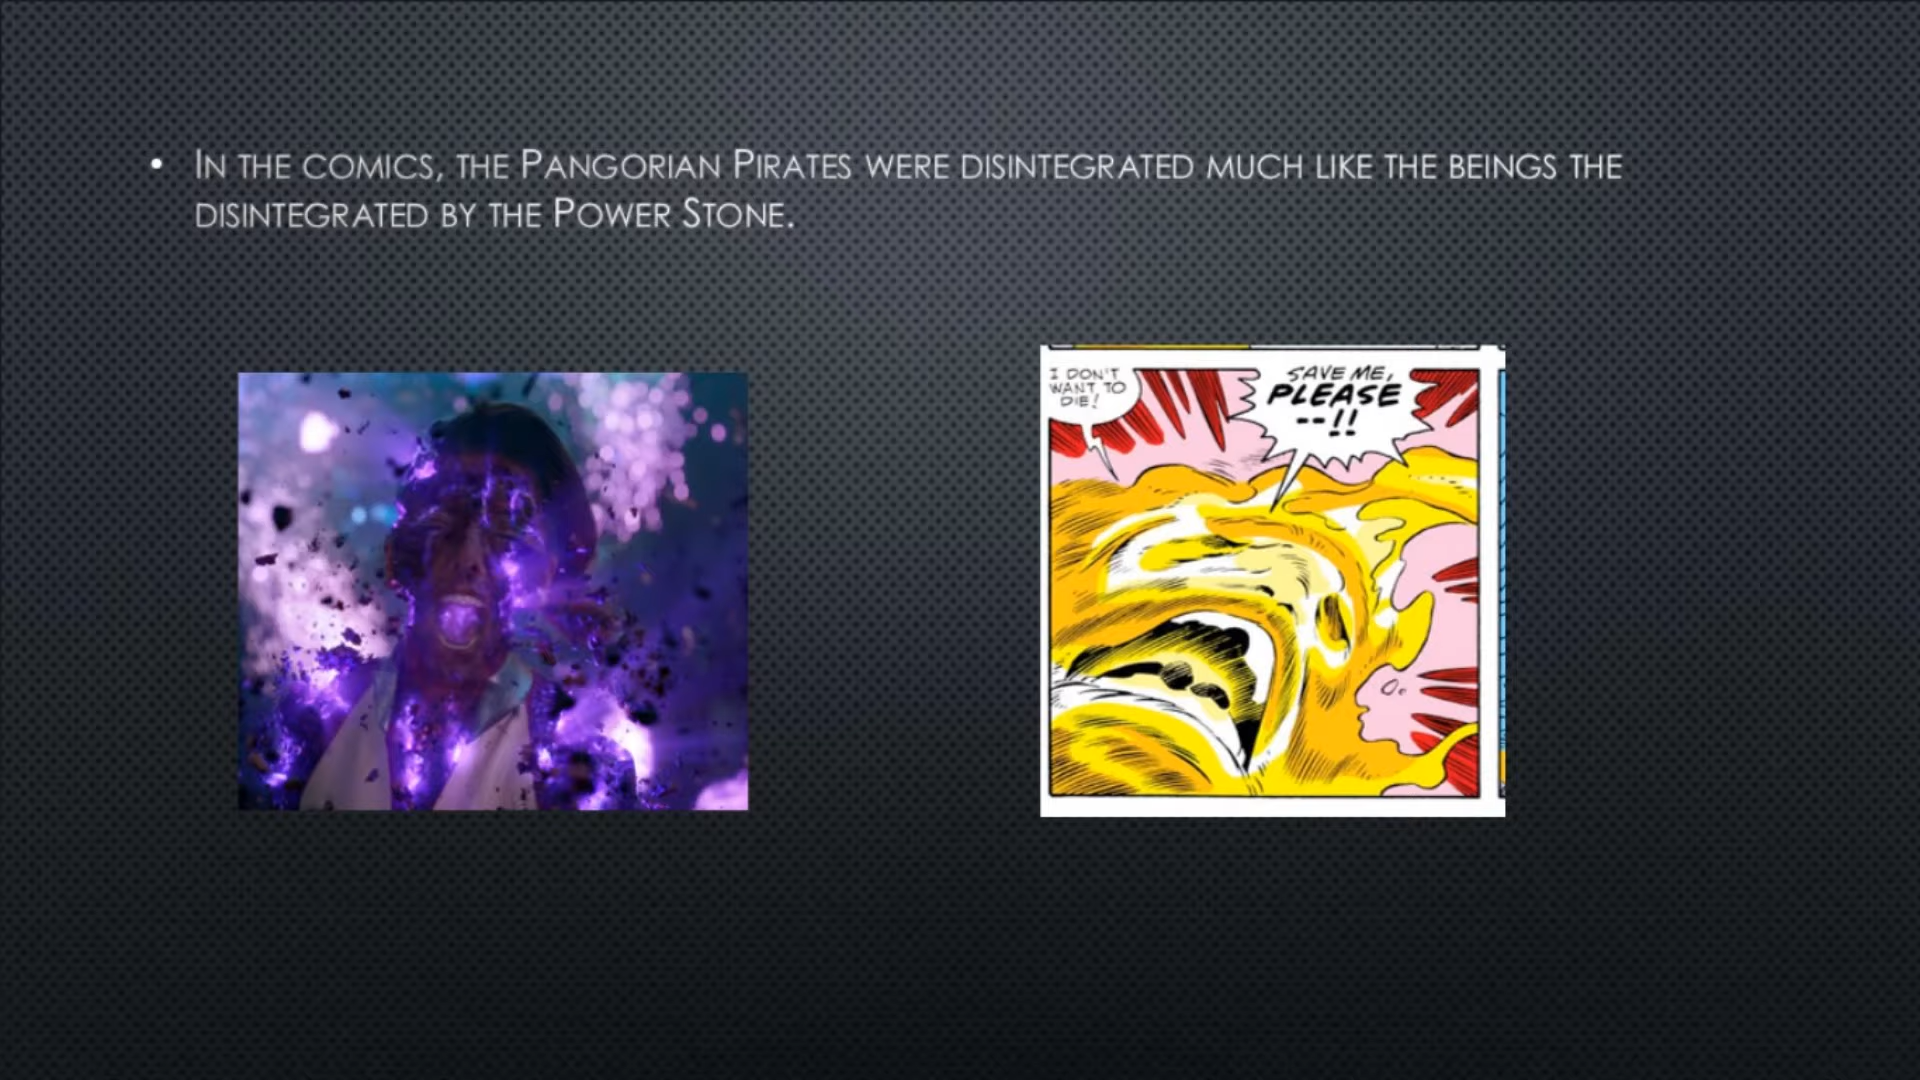 • IN THE COMICS, THE PANGORIAN PIRATES WERE DISINTEGRATED MUCH LIKE THE BEINGS THE
DISINTEGRATED BY THE POWER STONE.
I DON'T
WANT TO
DIE!
SAVE ME,
PLEASE
--!!